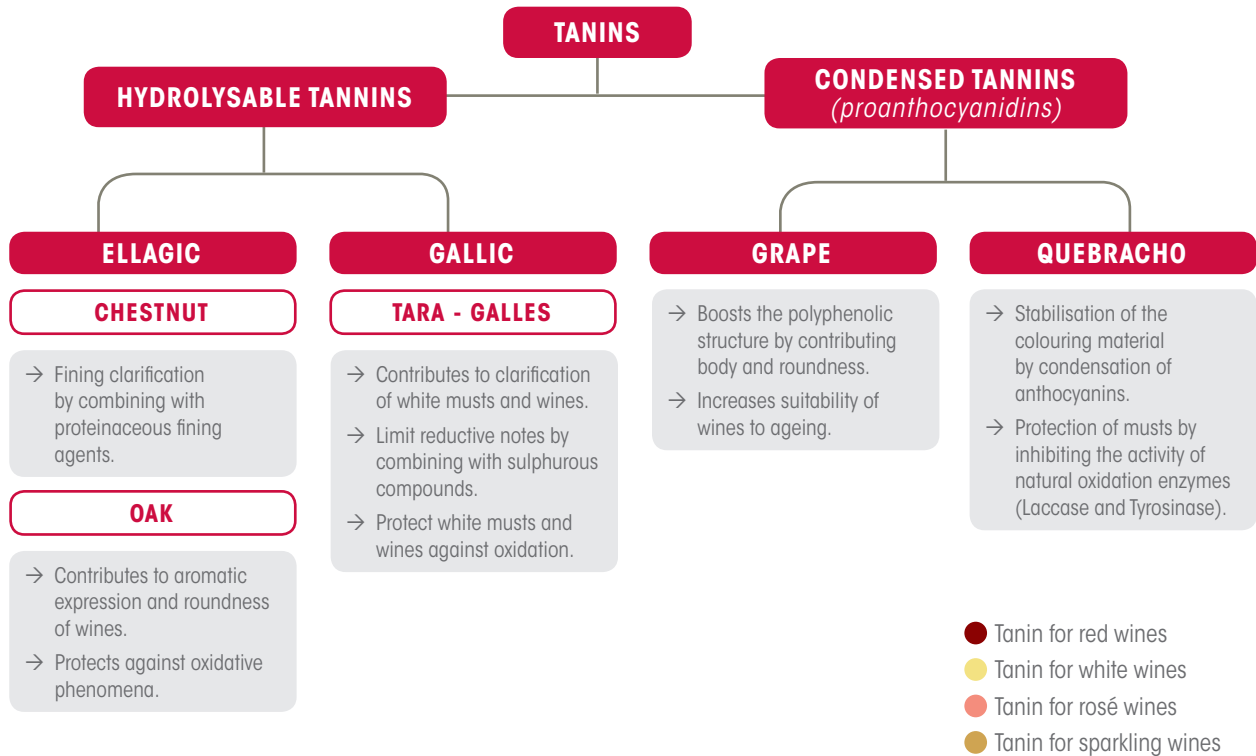 TANINS
HYDROLYSABLE TANNINS
CONDENSED TANNINS
(proanthocyanidins)
ELLAGIC
CHESTNUT
→ Fining clarification
by combining with
proteinaceous fining
agents.
OAK
→ Contributes to aromatic
expression and roundness
of wines.
→ Protects against oxidative
phenomena.
GALLIC
TARA - GALLES
→ Contributes to clarification
of white musts and wines.
→ Limit reductive notes by
combining with sulphurous
compounds.
→ Protect white musts and
wines against oxidation.
GRAPE
→ Boosts the polyphenolic
structure by contributing
body and roundness.
→ Increases suitability of
wines to ageing.
QUEBRACHO
→ Stabilisation of the
colouring material
by condensation of
anthocyanins.
→ Protection of musts by
inhibiting the activity of
natural oxidation enzymes
(Laccase and Tyrosinase).
Tanin for red wines
Tanin for white wines
Tanin for rosé wines
Tanin for sparkling wines